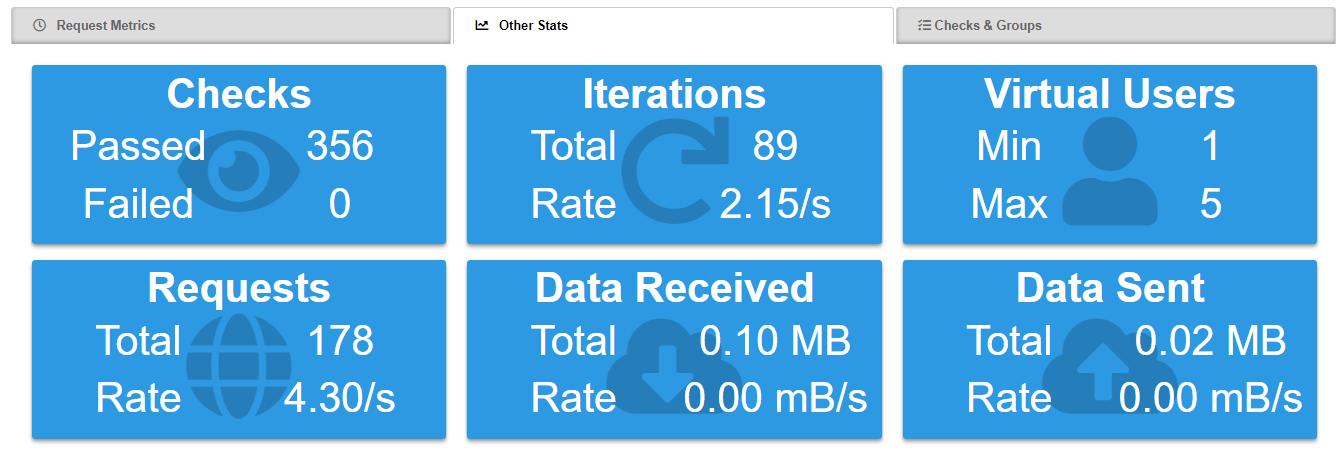 Request Metrics
Other Stats
Checks & Groups
Checks
Passed 356
Failed 0
Iterations
Total 89
Rate 2.15/s
Virtual Users
Min 1
Max 5
Requests
Total 178
Rate 4.30/s
Data Received
Total 0.10 MB
Rate 0.00 mB/s
Data Sent
Total 0.02 MB
Rate 0.00 mB/s